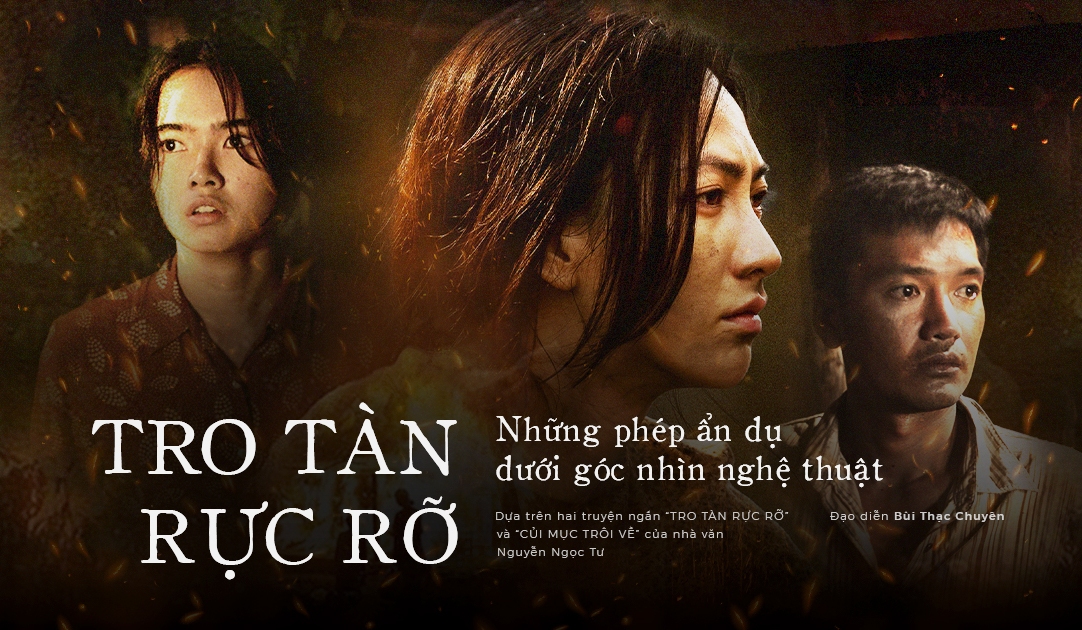 TRO TÀN
RỰC RỠ
Những phép ẩn dụ
dưới góc nhìn nghệ thuật
Dựa trên hai truyện ngắn “TRO TÀN RỰC RỠ”
và “CỦI MỤC TRÔI VỀ” của nhà văn
Nguyễn Ngọc Tư
Đạo diễn Bùi Thạc Chuyên